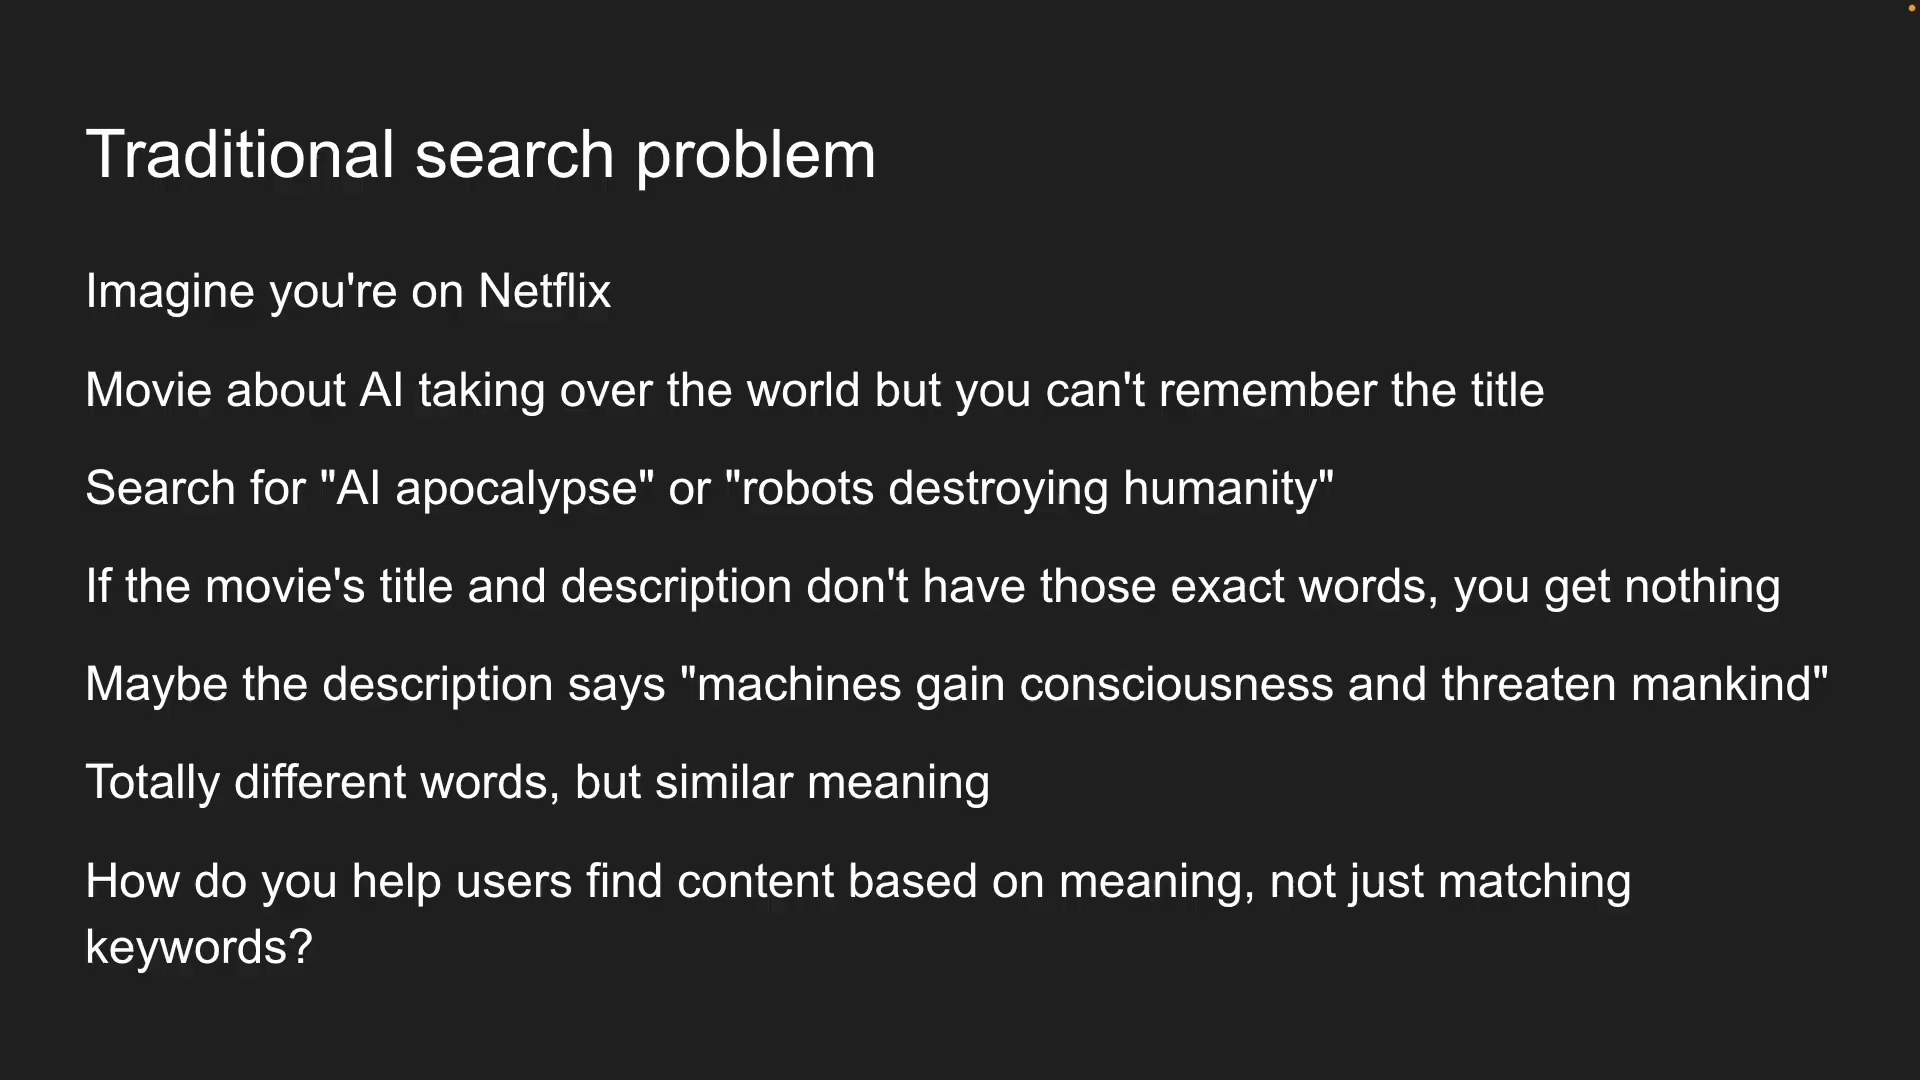 Traditional search problem
Imagine you're on Netflix
Movie about AI taking over the world but you can't remember the title
Search for "AI apocalypse" or "robots destroying humanity"
If the movie's title and description don't have those exact words, you get nothing
Maybe the description says "machines gain consciousness and threaten mankind"
Totally different words, but similar meaning
How do you help users find content based on meaning, not just matching
keywords?